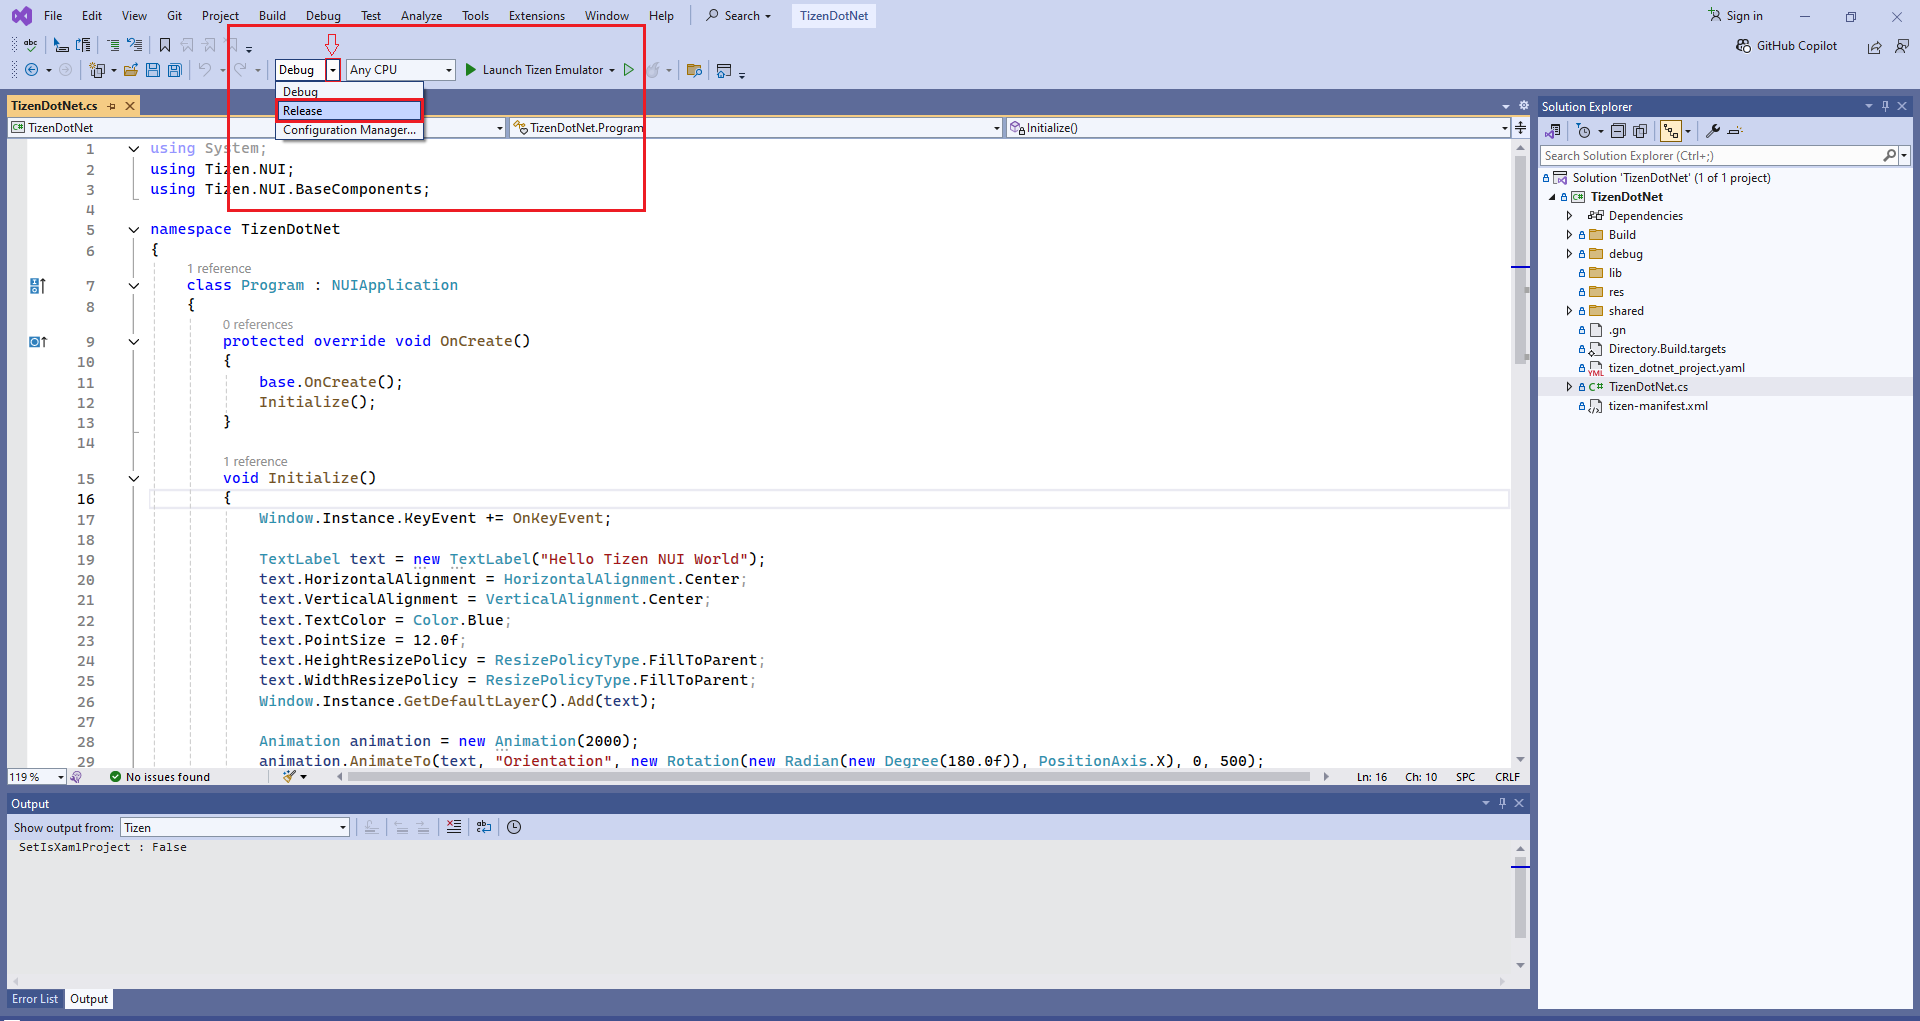 File Edit View Git Project Build Debug Test Analyze Tools Extensions Window Help Search TizenDotNet Sign in
abc GitHub Copilot
Debug Any CPU Launch Tizen Emulator
Debug
Release
Configuration Manager...
TizenDotNet.cs
TizenDotNet TizenDotNet.Program Initialize()
1 using System;
2 using Tizen.NUI;
3 using Tizen.NUI.BaseComponents;
4
5 namespace TizenDotNet
6 {
1 reference
7 class Program : NUIApplication
8 {
0 references
9 protected override void OnCreate()
10 {
11 base.OnCreate();
12 Initialize();
13 }
14
1 reference
15 void Initialize()
16 {
17 Window.Instance.KeyEvent += OnKeyEvent;
18
19 TextLabel text = new TextLabel("Hello Tizen NUI World");
20 text.HorizontalAlignment = HorizontalAlignment.Center;
21 text.VerticalAlignment = VerticalAlignment.Center;
22 text.TextColor = Color.Blue;
23 text.PointSize = 12.0f;
24 text.HeightResizePolicy = ResizePolicyType.FillToParent;
25 text.WidthResizePolicy = ResizePolicyType.FillToParent;
26 Window.Instance.GetDefaultLayer().Add(text);
27
28 Animation animation = new Animation(2000);
29 animation.AnimateTo(text, "Orientation", new Rotation(new Radian(new Degree(180.0f)), PositionAxis.X), 0, 500);
119 % No issues found Ln: 16 Ch: 10 SPC CRLF
Output
Show output from: Tizen
SetIsXamlProject : False
Error List Output
Solution Explorer
Search Solution Explorer (Ctrl+;)
Solution 'TizenDotNet' (1 of 1 project)
TizenDotNet
Dependencies
Build
debug
lib
res
shared
.gn
Directory.Build.targets
YML tizen_dotnet_project.yaml
C# TizenDotNet.cs
tizen-manifest.xml